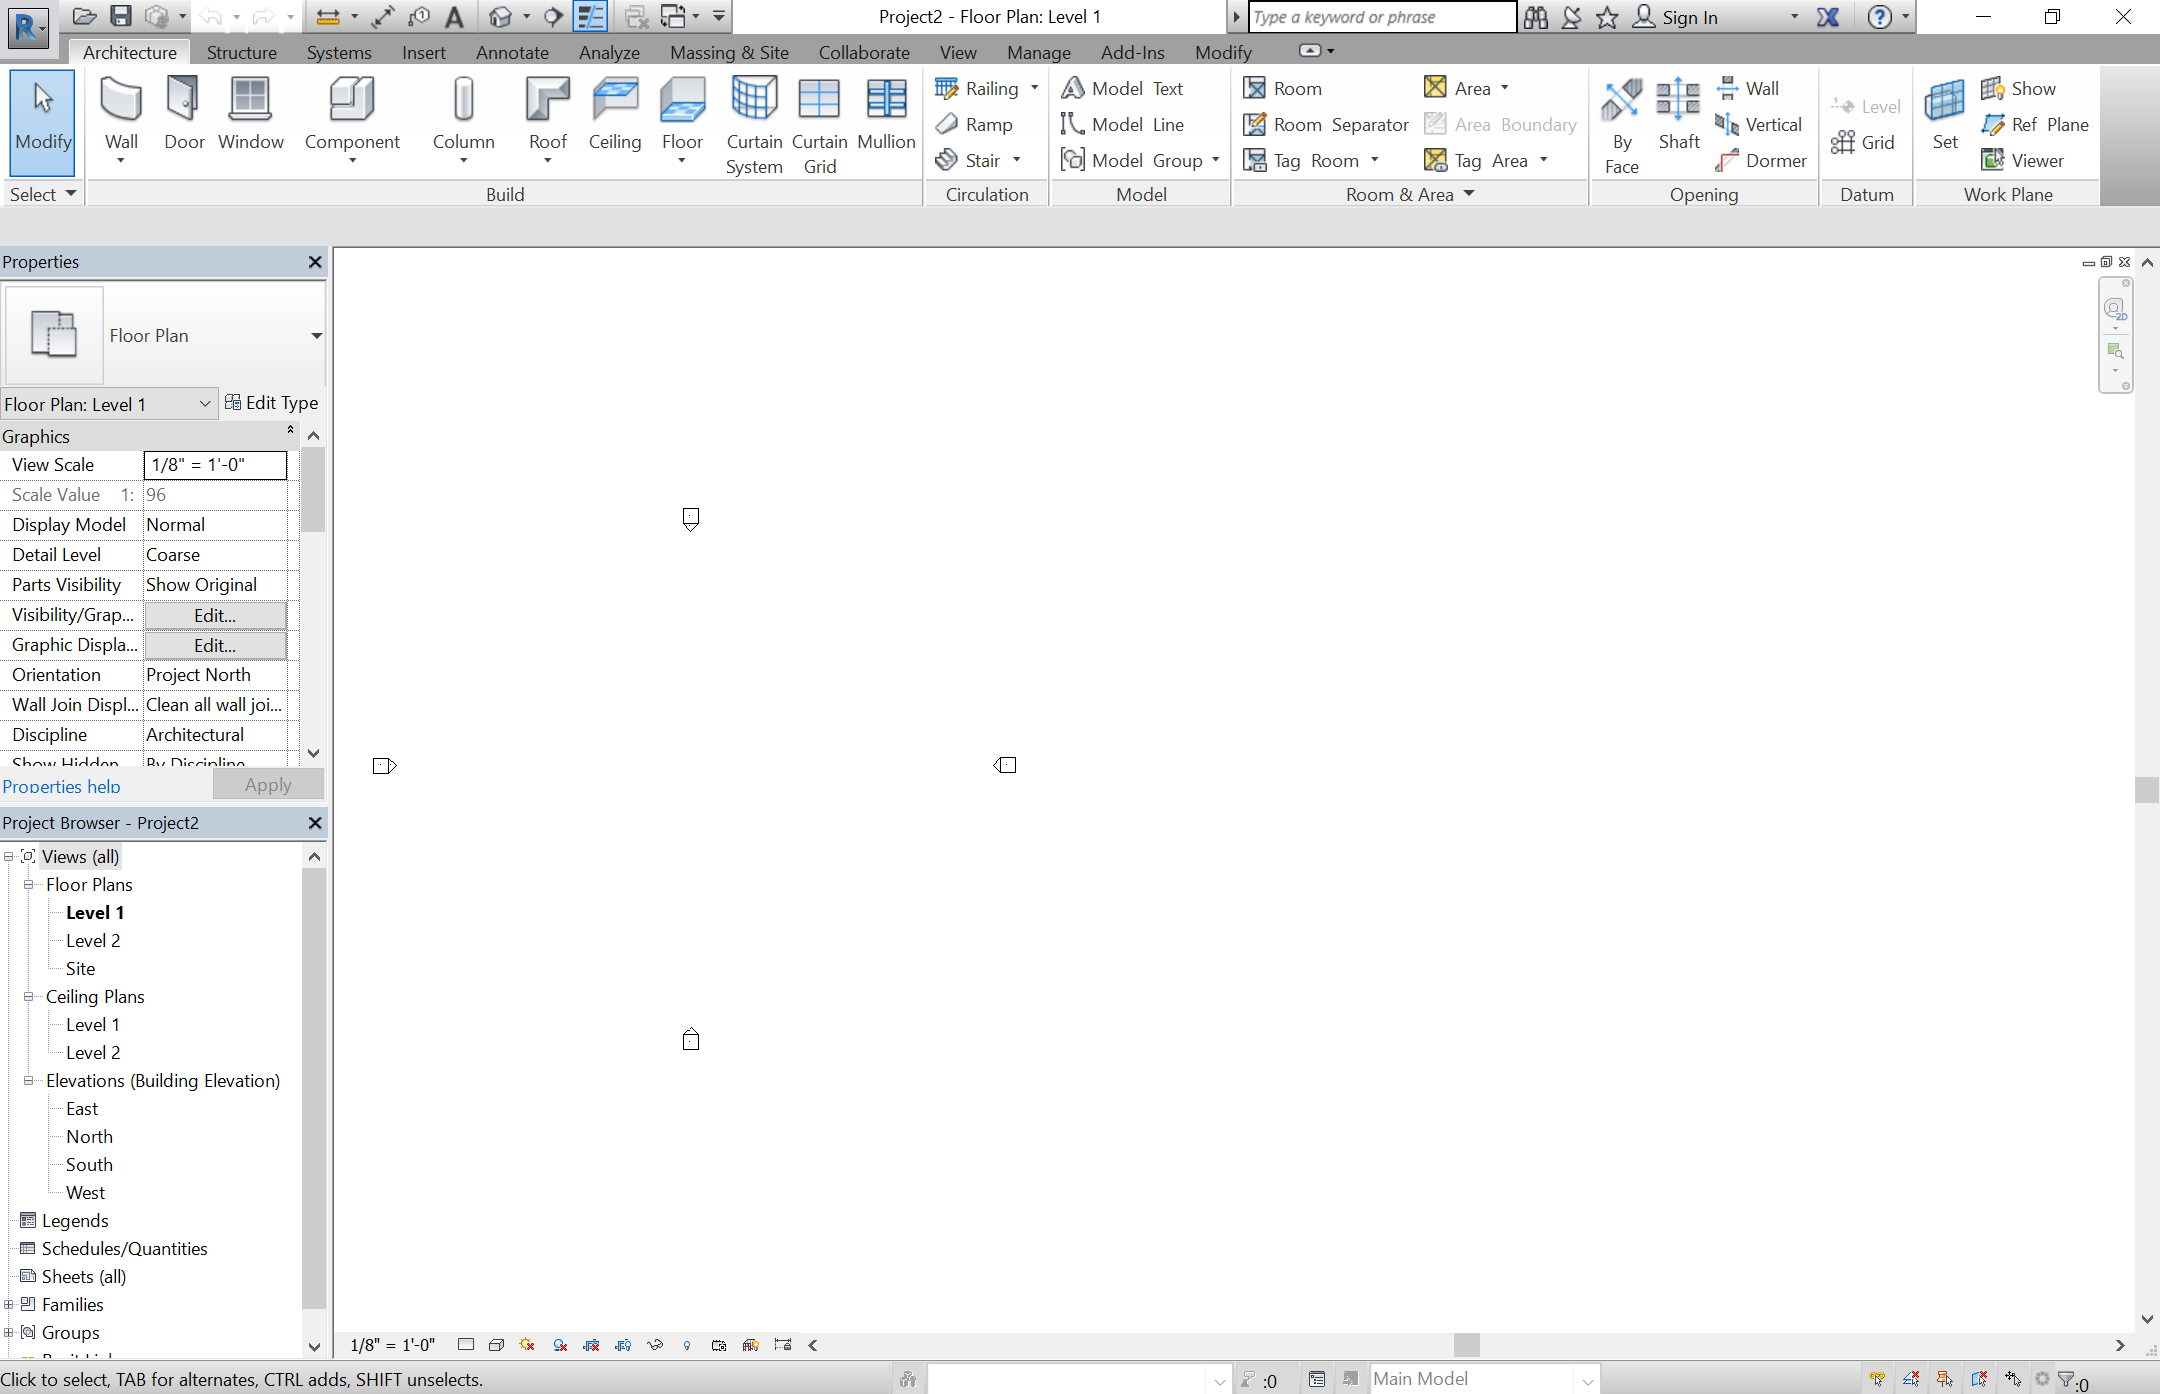 Project2 - Floor Plan: Level 1
Type a keyword or phrase
Sign In
Architecture Structure Systems Insert Annotate Analyze Massing & Site Collaborate View Manage Add-Ins Modify
Modify
Select
Wall
Door
Window
Component
Column
Roof
Ceiling
Floor
Curtain
System
Curtain
Grid
Mullion
Build
Railing
Ramp
Stair
Circulation
Model Text
Model Line
Model Group
Model
Room
Room Separator
Tag Room
Area
Area Boundary
Tag Area
Room & Area
By
Face
Shaft
Wall
Vertical
Dormer
Opening
Level
Grid
Datum
Set
Show
Ref Plane
Viewer
Work Plane
Properties
Floor Plan
Floor Plan: Level 1
Edit Type
Graphics
View Scale 1/8" = 1'-0"
Scale Value 1: 96
Display Model Normal
Detail Level Coarse
Parts Visibility Show Original
Visibility/Grap... Edit...
Graphic Displa... Edit...
Orientation Project North
Wall Join Displ... Clean all wall joi...
Discipline Architectural
Show Hidden By Discipline
Properties help
Apply
2D
Project Browser - Project2
Views (all)
Floor Plans
Level 1
Level 2
Site
Ceiling Plans
Level 1
Level 2
Elevations (Building Elevation)
East
North
South
West
Legends
Schedules/Quantities
Sheets (all)
Families
Groups
1/8" = 1'-0"
Click to select, TAB for alternates, CTRL adds, SHIFT unselects.
:0
Main Model
:0